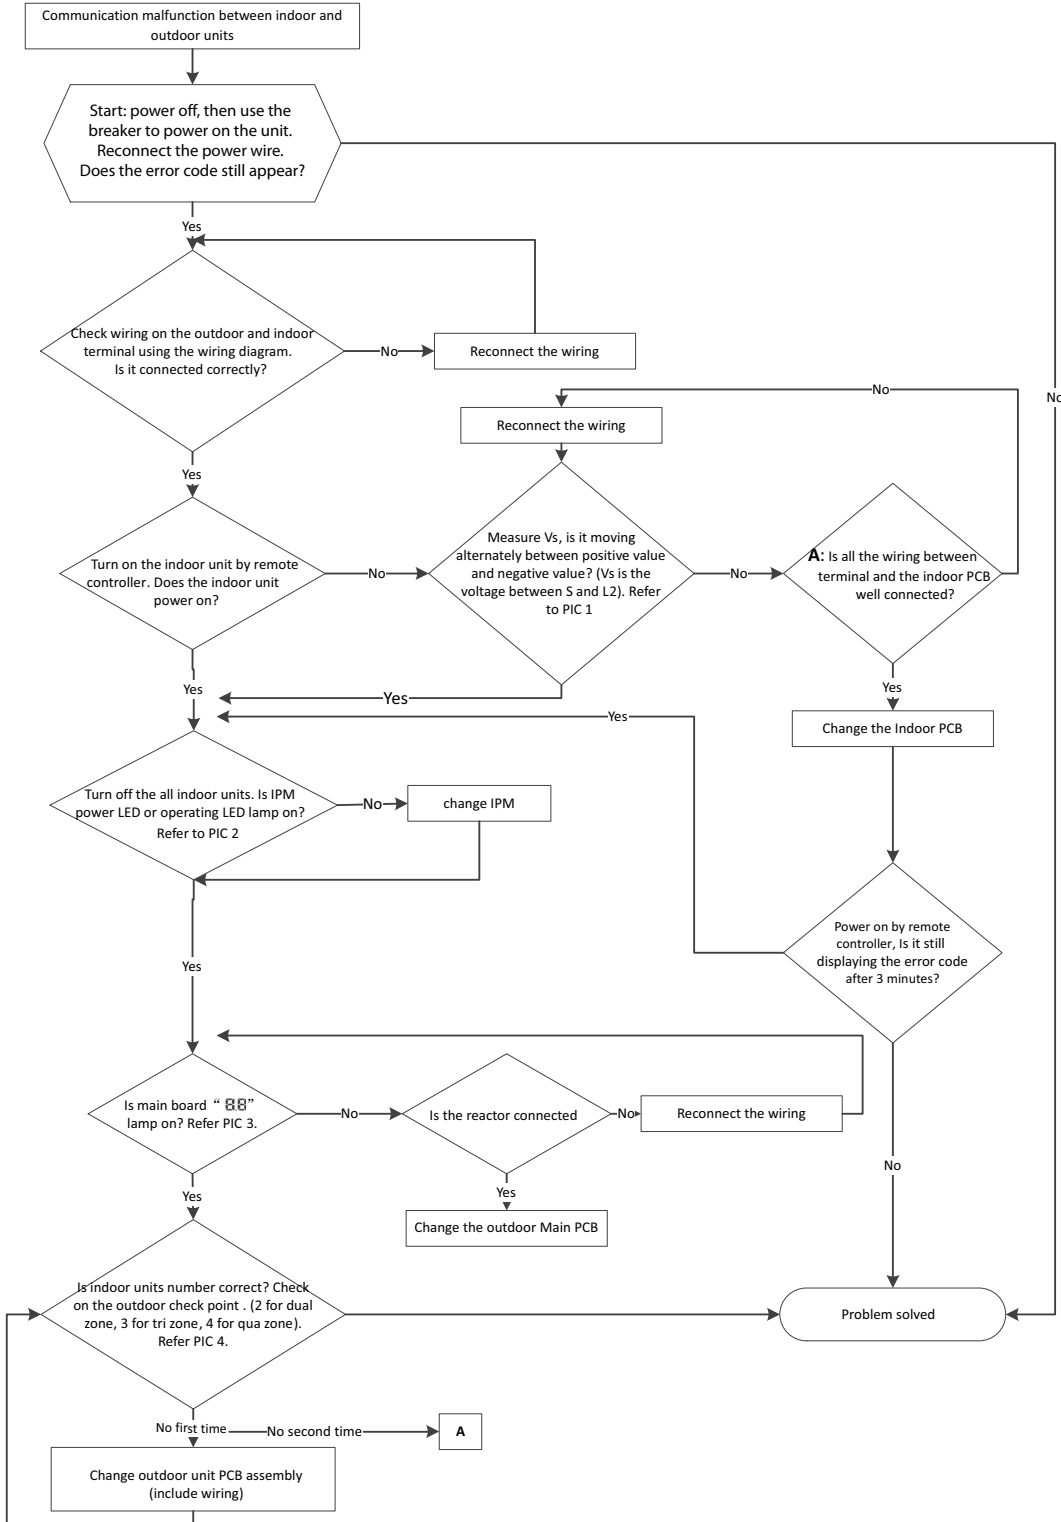 Communication malfunction between indoor and
outdoor units
Start: power off, then use the
breaker to power on the unit.
Reconnect the power wire.
Does the error code still appear?
Yes
Check wiring on the outdoor and indoor
terminal using the wiring diagram.
Is it connected correctly?
No
Reconnect the wiring
No
No
Reconnect the wiring
Yes
Turn on the indoor unit by remote
controller. Does the indoor unit
power on?
No
Measure Vs, is it moving
alternately between positive value
and negative value? (Vs is the
voltage between S and L2). Refer
to PIC 1
No
A: Is all the wiring between
terminal and the indoor PCB
well connected?
Yes
Yes
Yes
Yes
Change the Indoor PCB
Turn off the all indoor units. Is IPM
power LED or operating LED lamp on?
Refer to PIC 2
No
change IPM
Power on by remote
controller, Is it still
displaying the error code
after 3 minutes?
Yes
Is main board “ 8.8”
lamp on? Refer PIC 3.
No
Is the reactor connected
No
Reconnect the wiring
No
Yes
Yes
Change the outdoor Main PCB
Is indoor units number correct? Check
on the outdoor check point . (2 for dual
zone, 3 for tri zone, 4 for qua zone).
Refer PIC 4.
Problem solved
No first time
No second time
A
Change outdoor unit PCB assembly
(include wiring)